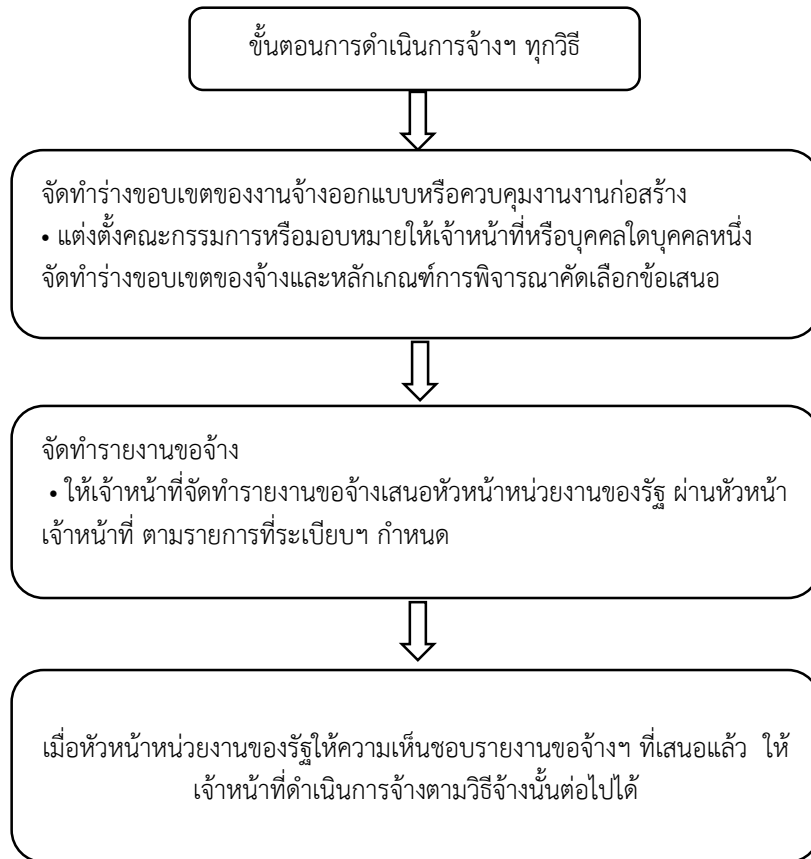 ขั้นตอนการดำเนินการจ้างฯ ทุกวิธี
จัดทำร่างขอบเขตของงานจ้างออกแบบหรือควบคุมงานงานก่อสร้าง
• แต่งตั้งคณะกรรมการหรือมอบหมายให้เจ้าหน้าที่หรือบุคคลใดบุคคลหนึ่ง
จัดทำร่างขอบเขตของจ้างและหลักเกณฑ์การพิจารณาคัดเลือกข้อเสนอ
จัดทำรายงานขอจ้าง
• ให้เจ้าหน้าที่จัดทำรายงานขอจ้างเสนอหัวหน้าหน่วยงานของรัฐ ผ่านหัวหน้า
เจ้าหน้าที่ ตามรายการที่ระเบียบฯ กำหนด
เมื่อหัวหน้าหน่วยงานของรัฐให้ความเห็นชอบรายงานขอจ้างฯ ที่เสนอแล้ว ให้
เจ้าหน้าที่ดำเนินการจ้างตามวิธีจ้างนั้นต่อไปได้